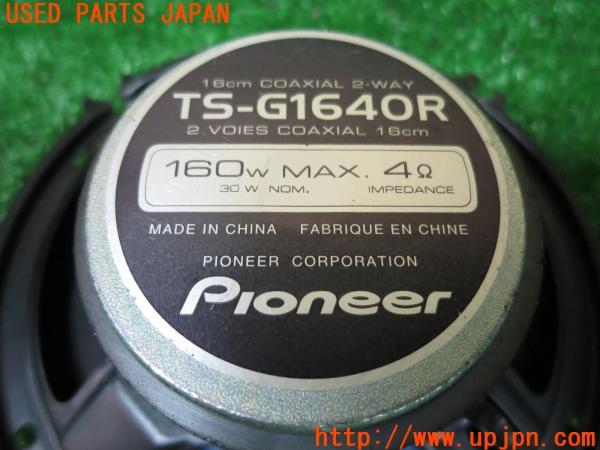 USED PARTS JAPAN
16cm COAXIAL 2-WAY
TS-G1640R
2 VOIES COAXIAL 16cm
160W MAX. 4Ω
30W NOM. IMPEDANCE
MADE IN CHINA FABRIQUE EN CHINE
PIONEER CORPORATION
Pioneer
http://www.upjpn.com